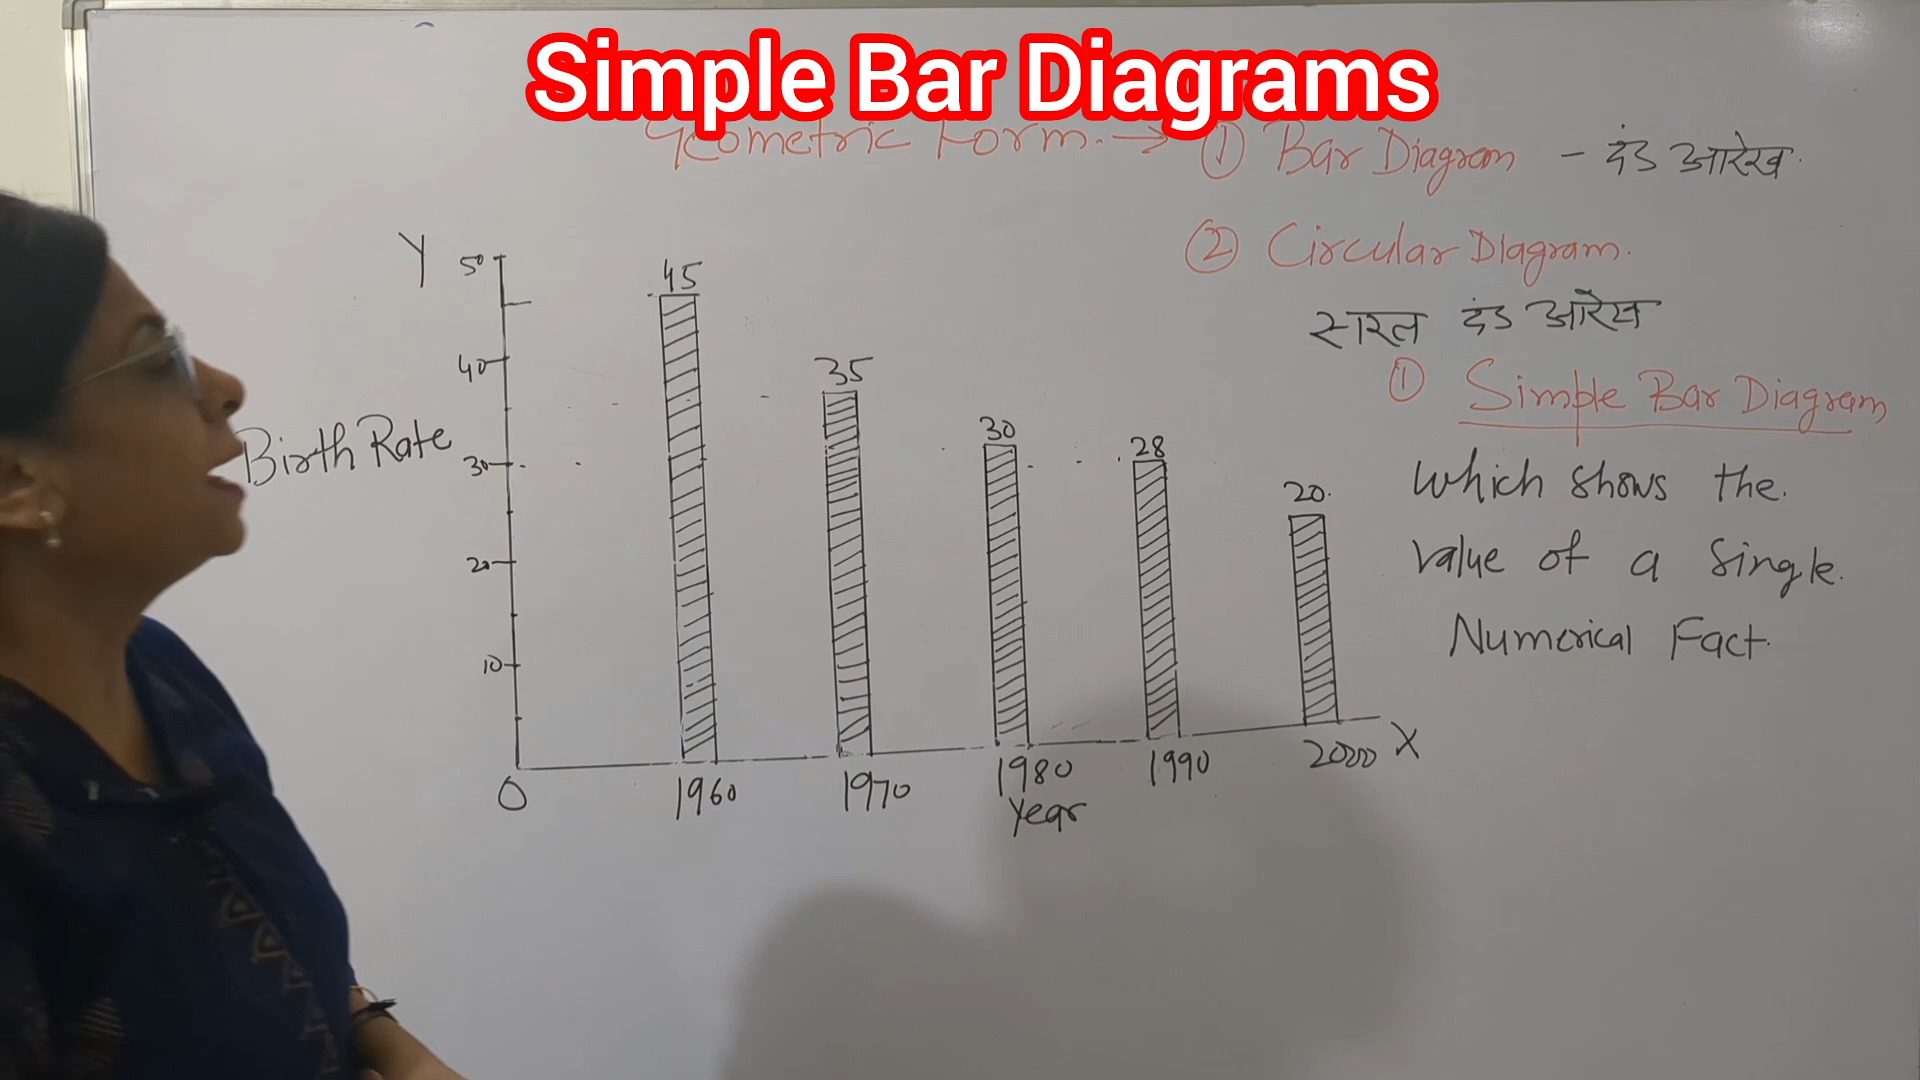 Simple Bar Diagrams
Geometric Form. → ① Bar Diagram - दंड आरेख
② Circular Diagram.
सरल दंड आरेख
① Simple Bar Diagram
which shows the
value of a single
Numerical Fact.
Y
50
40
30
20
10
0
Birth Rate
45
35
30
28
20
1960
1970
1980
1990
2000
X
Year